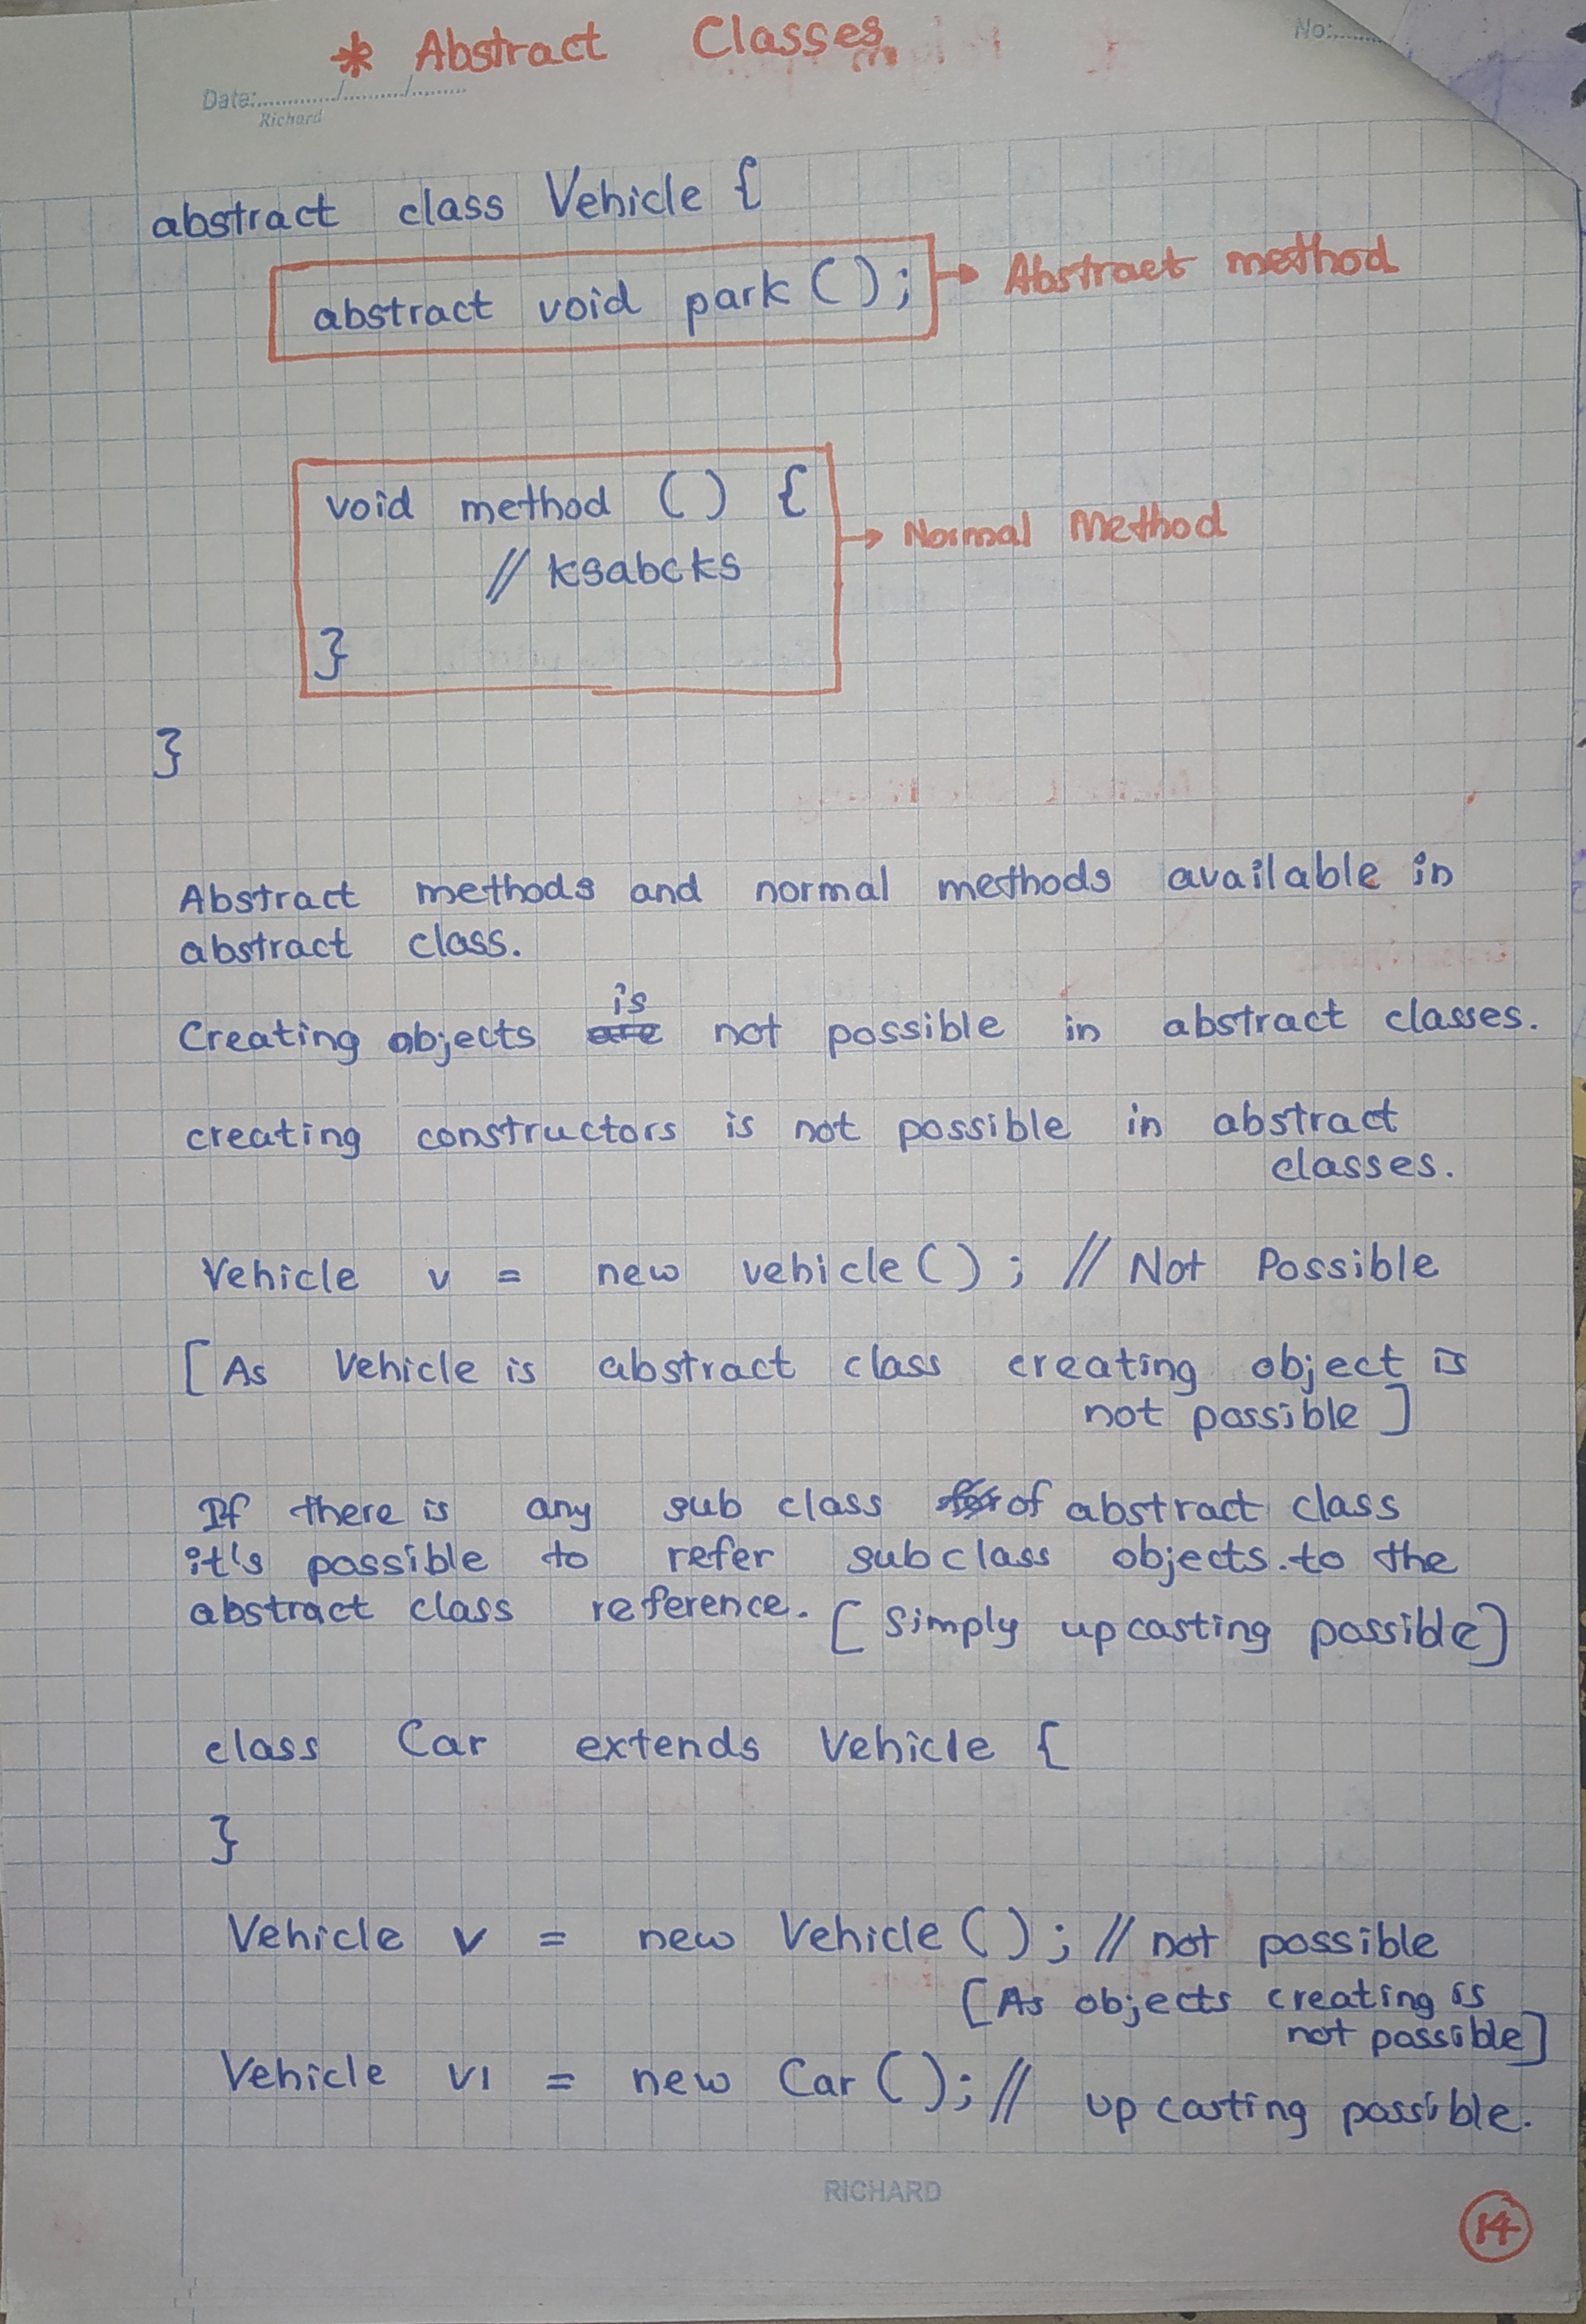 No:........
* Abstract Classes
Date:............./........../.........
Richard
abstract class Vehicle {
abstract void park ( ) ; → Abstract method
void method ( ) { 
// ksabcks
→ Normal Method
}
}
Abstract methods and normal methods available in
abstract class.
is
Creating objects are not possible in abstract classes.
creating constructors is not possible in abstract
classes.
Vehicle v = new vehicle ( ) ; // Not Possible
[ As Vehicle is abstract class creating object is
not possible ]
If there is any sub class for of abstract class
it's possible to refer subclass objects. to the
abstract class reference. [ Simply up casting possible ]
class Car extends Vehicle {
}
Vehicle v = new Vehicle ( ) ; // not possible
[ As objects creating is
not possible ]
Vehicle v1 = new Car ( ) ; // up casting possible.
RICHARD
14